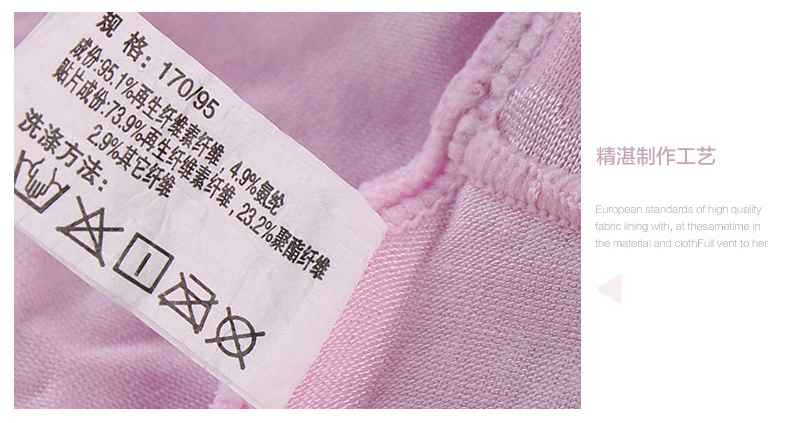 规 格: 170/95
成份:95.1%再生纤维素纤维, 4.9%氨纶
贴片成份:73.9%再生纤维素纤维, 23.2%聚酯纤维
2.9%其它纤维
洗涤方法:
精湛制作工艺
European standards of high quality
fabric lining with, at thesametime in
the material and clothFull vent to her